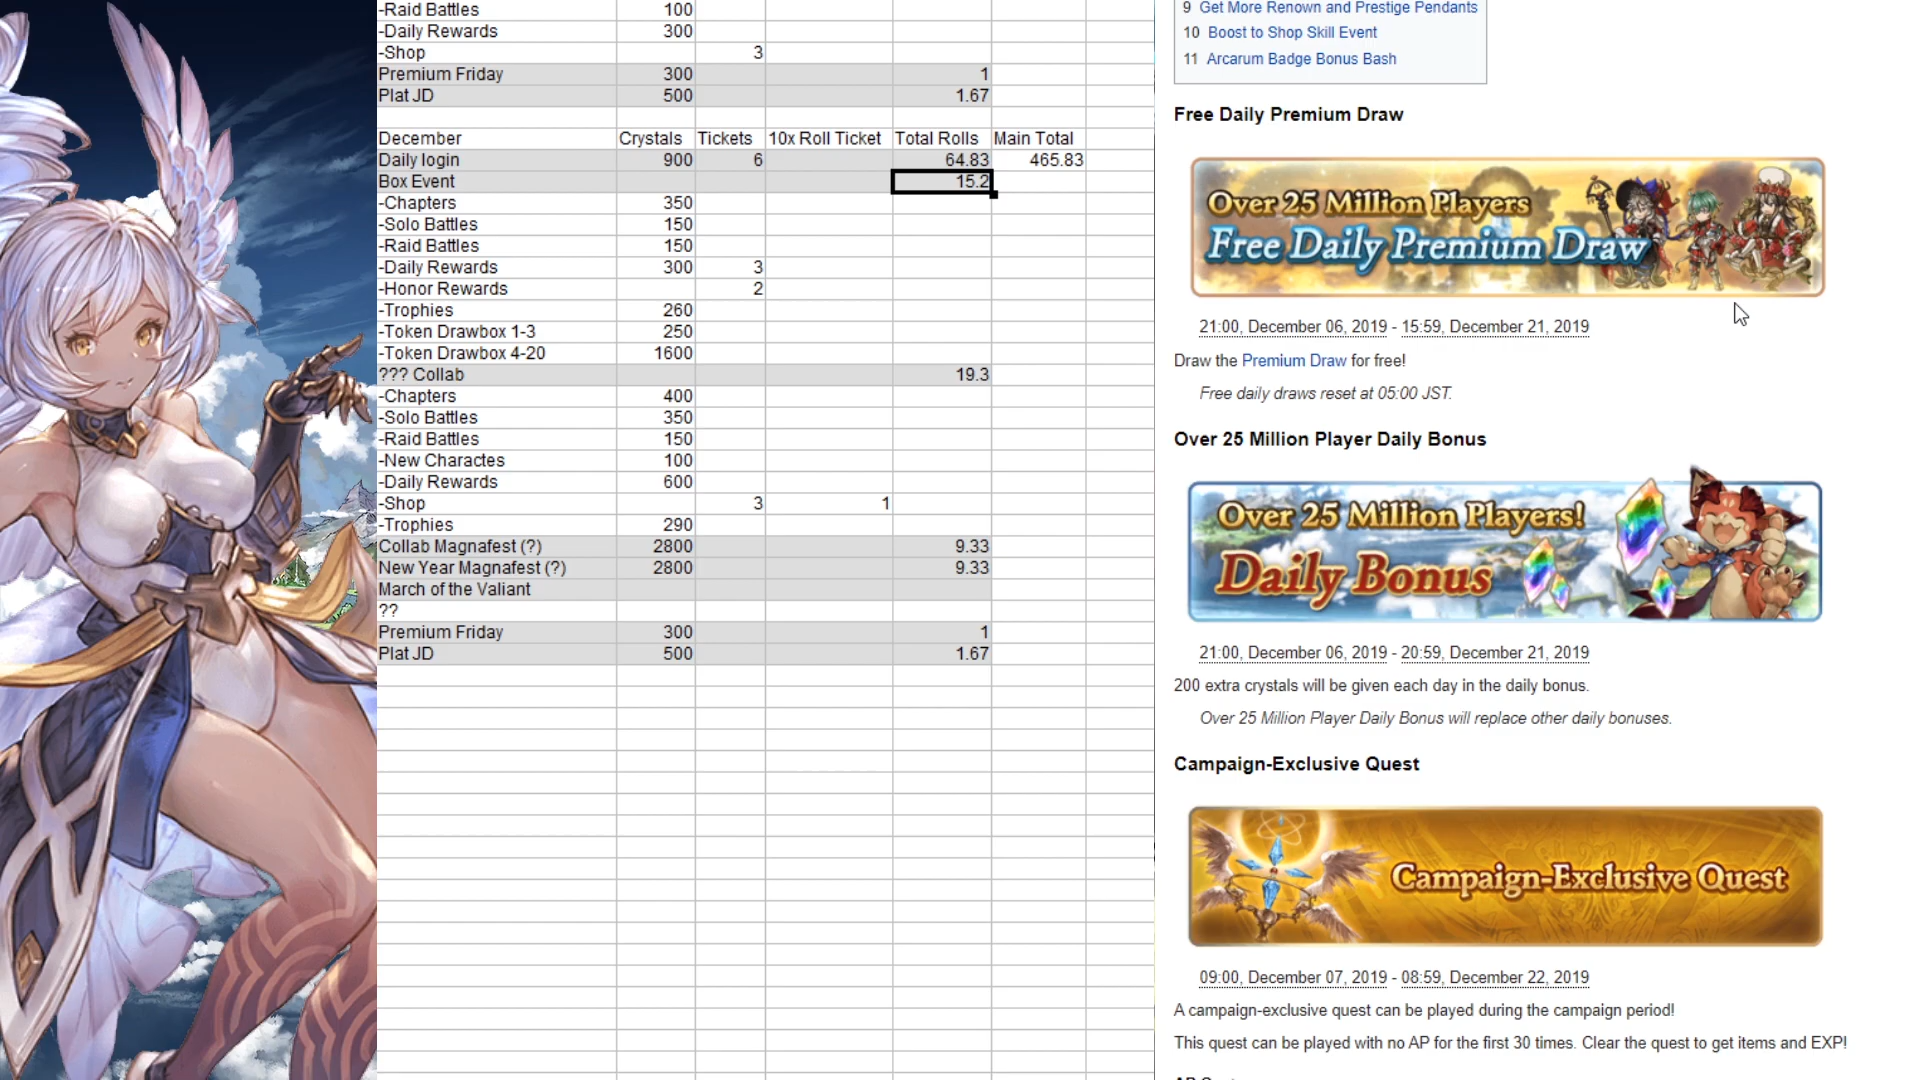 -Raid Battles 100
-Daily Rewards 300
-Shop 3
Premium Friday 300 1
Plat JD 500 1.67
December Crystals Tickets 10x Roll Ticket Total Rolls Main Total
Daily login 900 6 64.83 465.83
Box Event 15.2
-Chapters 350
-Solo Battles 150
-Raid Battles 150
-Daily Rewards 300 3
-Honor Rewards 2
-Trophies 260
-Token Drawbox 1-3 250
-Token Drawbox 4-20 1600
??? Collab 19.3
-Chapters 400
-Solo Battles 350
-Raid Battles 150
-New Charactes 100
-Daily Rewards 600
-Shop 3 1
-Trophies 290
Collab Magnafest (?) 2800 9.33
New Year Magnafest (?) 2800 9.33
March of the Valiant
??
Premium Friday 300 1
Plat JD 500 1.67
9 Get More Renown and Prestige Pendants
10 Boost to Shop Skill Event
11 Arcarum Badge Bonus Bash
Free Daily Premium Draw
Over 25 Million Players
Free Daily Premium Draw
21:00, December 06, 2019 - 15:59, December 21, 2019
Draw the Premium Draw for free!
Free daily draws reset at 05:00 JST.
Over 25 Million Player Daily Bonus
Over 25 Million Players!
Daily Bonus
21:00, December 06, 2019 - 20:59, December 21, 2019
200 extra crystals will be given each day in the daily bonus.
Over 25 Million Player Daily Bonus will replace other daily bonuses.
Campaign-Exclusive Quest
Campaign-Exclusive Quest
09:00, December 07, 2019 - 08:59, December 22, 2019
A campaign-exclusive quest can be played during the campaign period!
This quest can be played with no AP for the first 30 times. Clear the quest to get items and EXP!